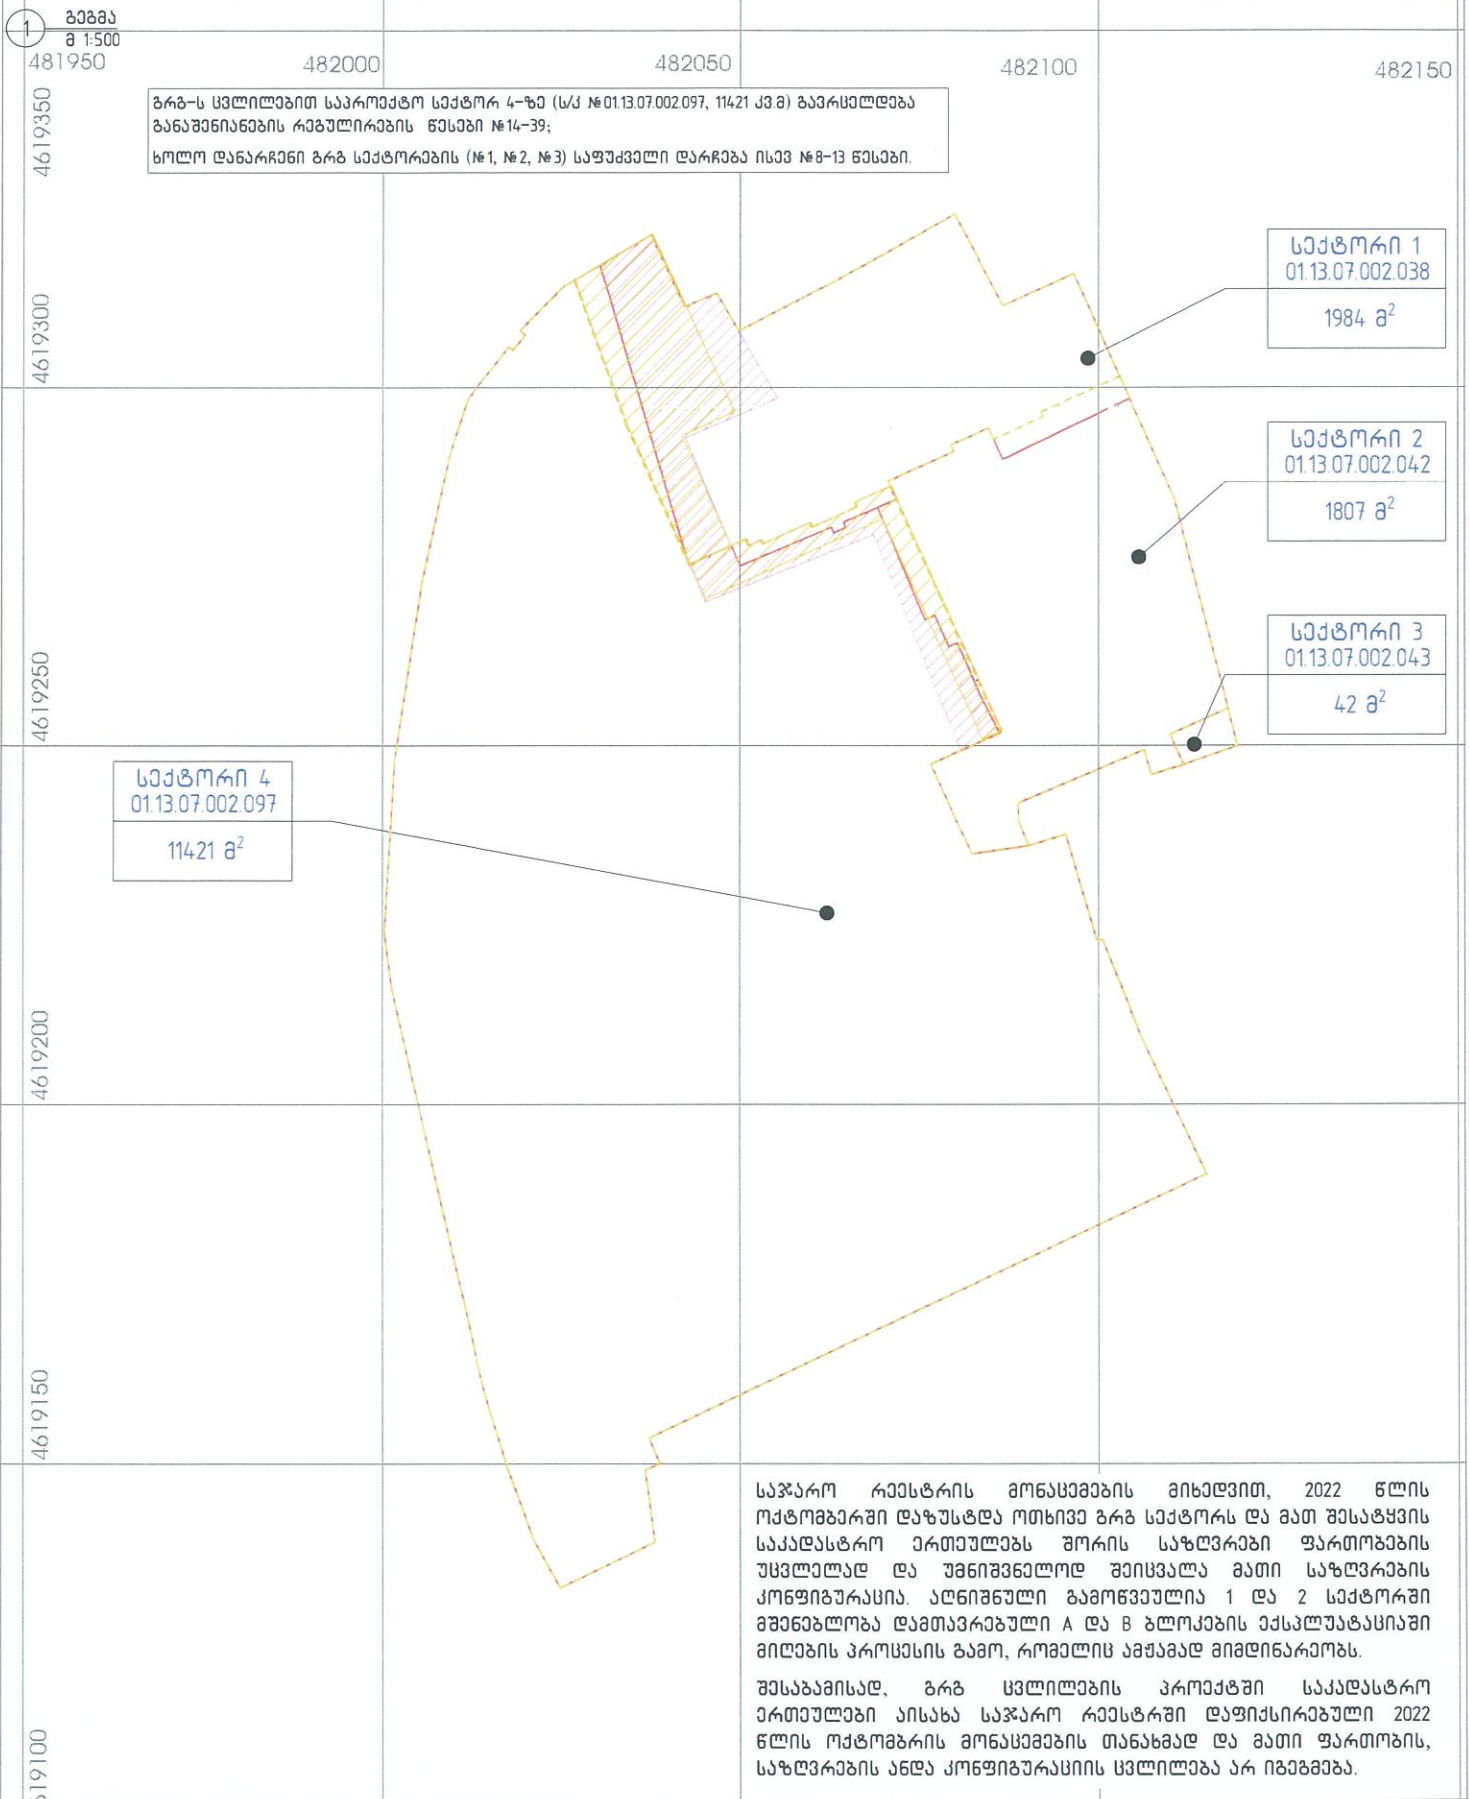 1
გეგმა
მ 1:500
481950
482000
482050
482100
482150
4619350
4619300
4619250
4619200
4619150
გრგ-ს ცვლილებით საპროექტო სექტორ 4-ზე (ს/კ №01.13.07.002.097, 11421 კვ.მ) გავრცელდება
განაშენიანების რეგულირების წესები №14-39;
ხოლო დანარჩენი გრგ სექტორების (№1, №2, №3) საფუძველი დარჩება ისევ №8-13 წესები.
სექტორი 1
01.13.07.002.038
1984 მ²
სექტორი 2
01.13.07.002.042
1807 მ²
სექტორი 3
01.13.07.002.043
42 მ²
სექტორი 4
01.13.07.002.097
11421 მ²
საჯარო რეესტრის მონაცემების მიხედვით, 2022 წლის
ოქტომბერში დაზუსტდა ოთხივე გრგ სექტორს და მათ შესატყვის
საკადასტრო ერთეულებს შორის საზღვრები ფართობების
უცვლელად და უმნიშვნელოდ შეიცვალა მათი საზღვრების
კონფიგურაცია. აღნიშნული გამოწვეულია 1 და 2 სექტორში
მშენებლობა დამთავრებული A და B ბლოკების ექსპლუატაციაში
მიღების პროცესის გამო, რომელიც ამჟამად მიმდინარეობს.
შესაბამისად, გრგ ცვლილების პროექტში საკადასტრო
ერთეულები აისახა საჯარო რეესტრში დაფიქსირებული 2022
წლის ოქტომბრის მონაცემების თანახმად და მათი ფართობის,
საზღვრების ანდა კონფიგურაციის ცვლილება არ იგეგმება.